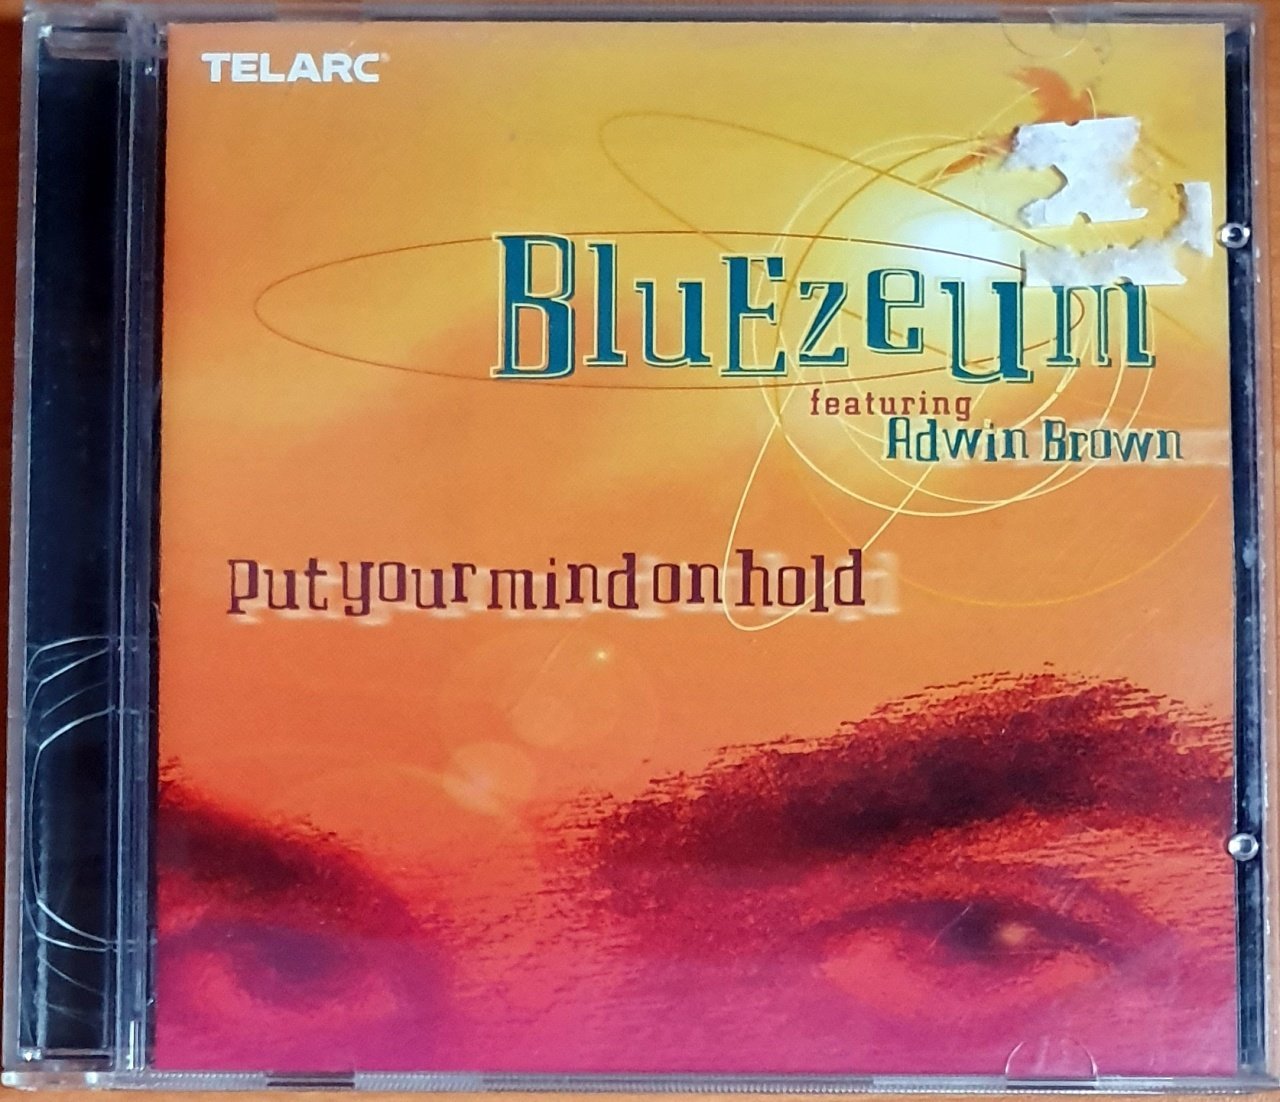 TELARC
BluEzeum
featuring
Adwin Brown
put your mind on hold